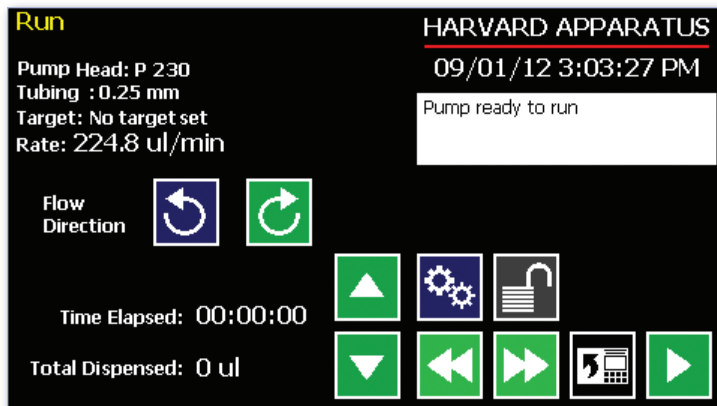 Run
HARVARD APPARATUS
09/01/12 3:03:27 PM
Pump Head: P 230
Tubing : 0.25 mm
Target: No target set
Rate: 224.8 ul/min
Pump ready to run
Flow
Direction
Time Elapsed: 00:00:00
Total Dispensed: 0 ul